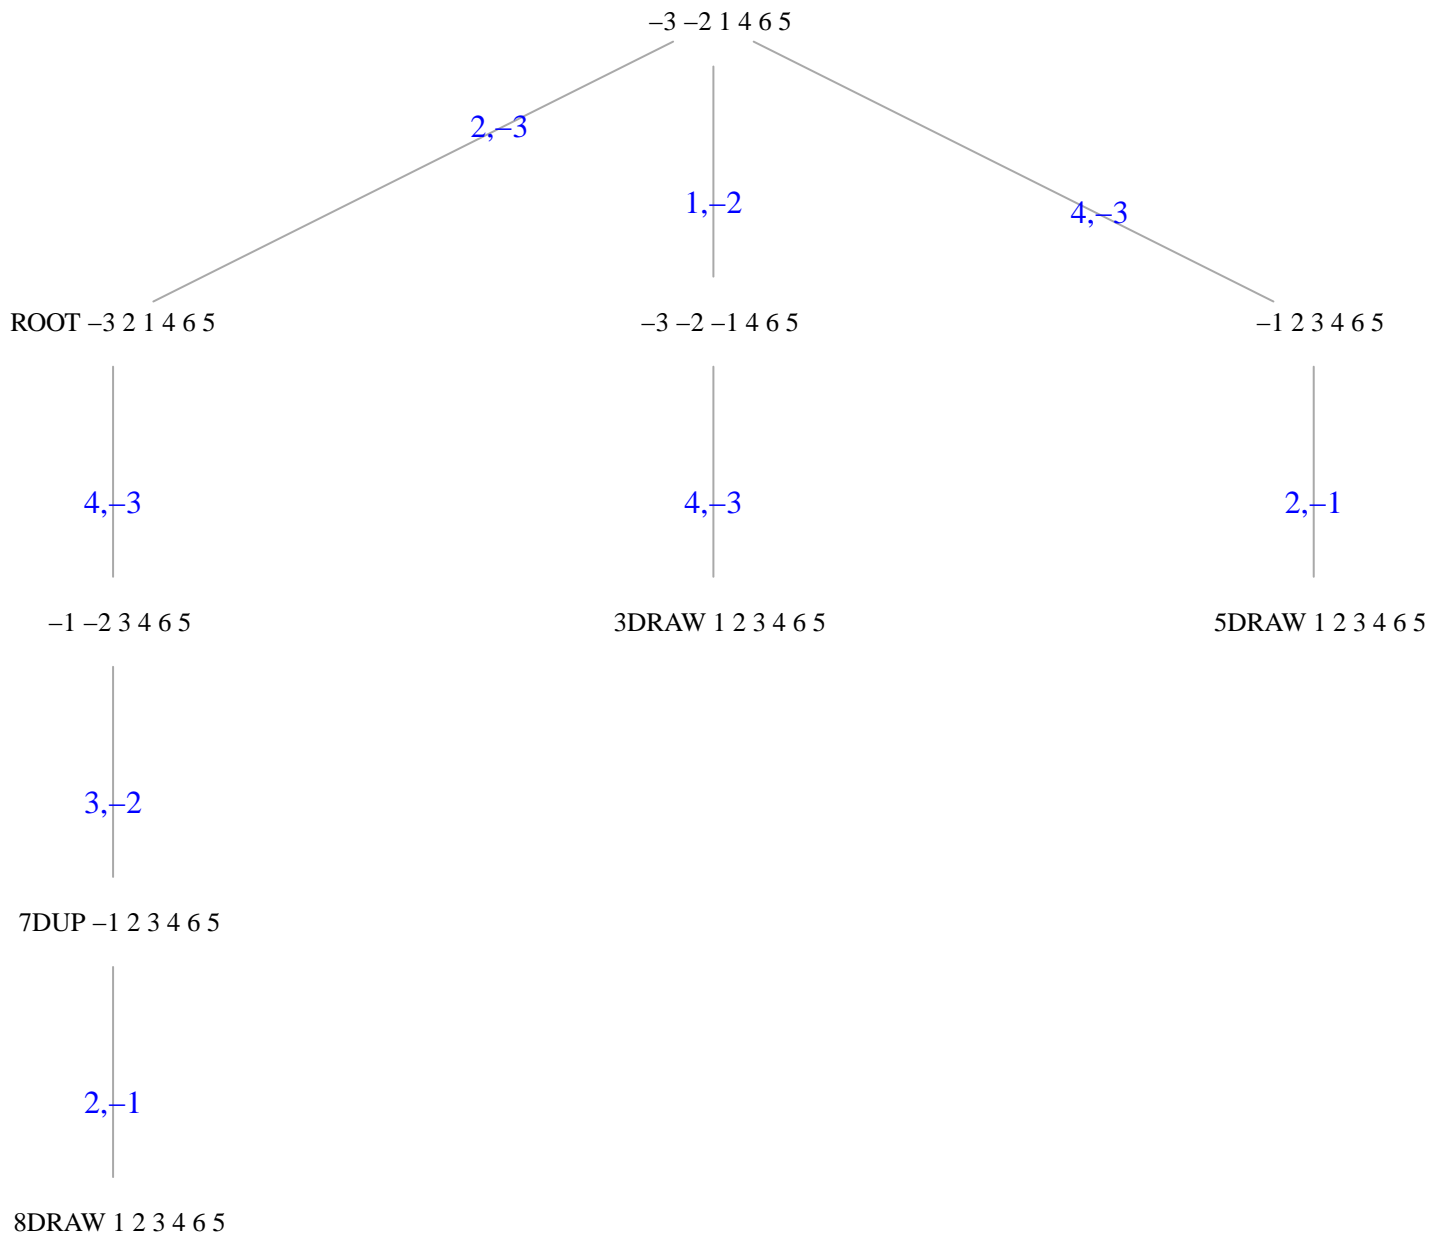 –3 –2 1 4 6 5
2,–3
1,–2
4,–3
ROOT –3 2 1 4 6 5
–3 –2 –1 4 6 5
–1 2 3 4 6 5
4,–3
4,–3
2,–1
–1 –2 3 4 6 5
3DRAW 1 2 3 4 6 5
5DRAW 1 2 3 4 6 5
3,–2
7DUP –1 2 3 4 6 5
2,–1
8DRAW 1 2 3 4 6 5